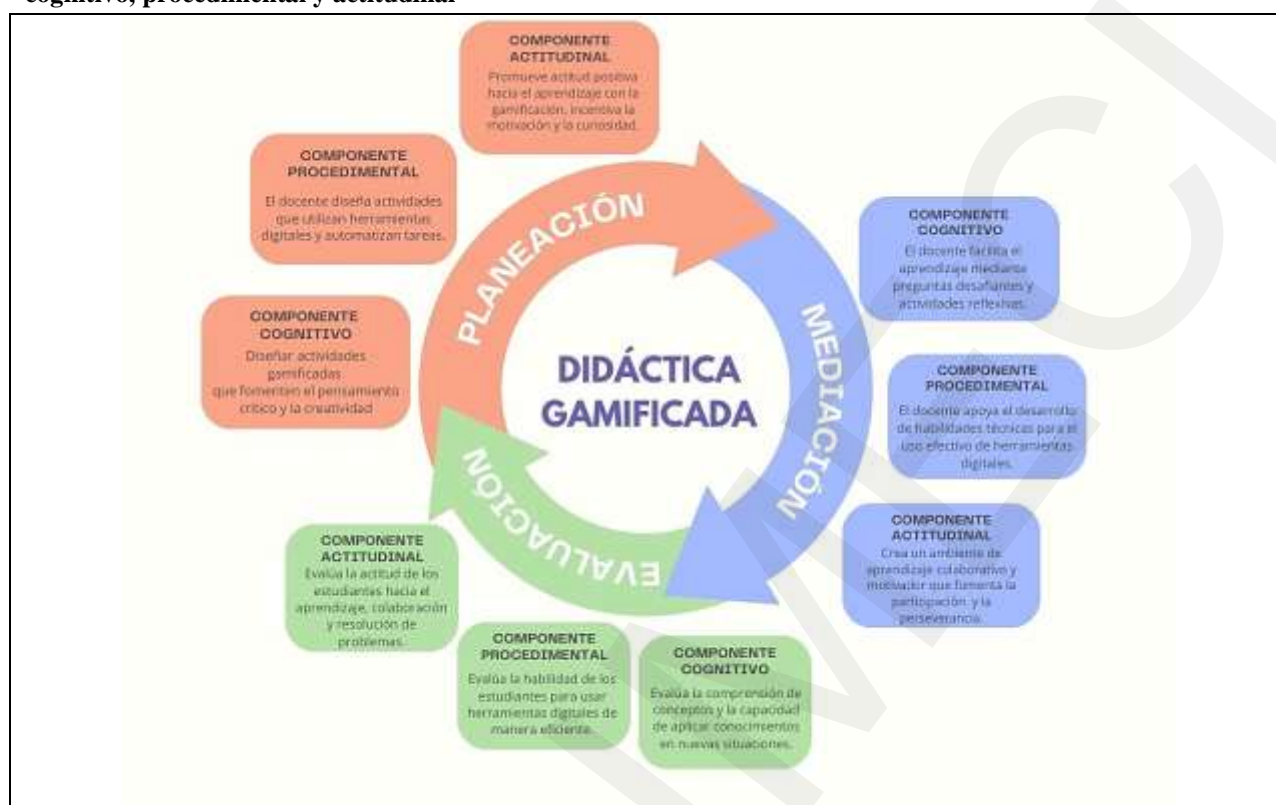 cognitivo, procedimental y actitudinal
COMPONENTE
ACTITUDINAL
Promueve actitud positiva
hacia el aprendizaje con la
gamificación, incentiva la
motivación y la curiosidad.
COMPONENTE
PROCEDIMENTAL
El docente diseña actividades
que utilizan herramientas
digitales y automatizan tareas.
COMPONENTE
COGNITIVO
Diseñar actividades
gamificadas
que fomenten el pensamiento
crítico y la creatividad
PLANEACIÓN
DIDÁCTICA
GAMIFICADA
MEDIACIÓN
COMPONENTE
COGNITIVO
El docente facilita el
aprendizaje mediante
preguntas desafiantes y
actividades reflexivas.
COMPONENTE
PROCEDIMENTAL
El docente apoya el desarrollo
de habilidades técnicas para el
uso efectivo de herramientas
digitales.
COMPONENTE
ACTITUDINAL
Crea un ambiente de
aprendizaje colaborativo y
motivador que fomenta la
participación y la
perseverancia.
EVALUACIÓN
COMPONENTE
COGNITIVO
Evalúa la comprensión de
conceptos y la capacidad
de aplicar conocimientos
en nuevas situaciones.
COMPONENTE
PROCEDIMENTAL
Evalúa la habilidad de los
estudiantes para usar
herramientas digitales de
manera eficiente.
COMPONENTE
ACTITUDINAL
Evalúa la actitud de los
estudiantes hacia el
aprendizaje, colaboración
y resolución de
problemas.